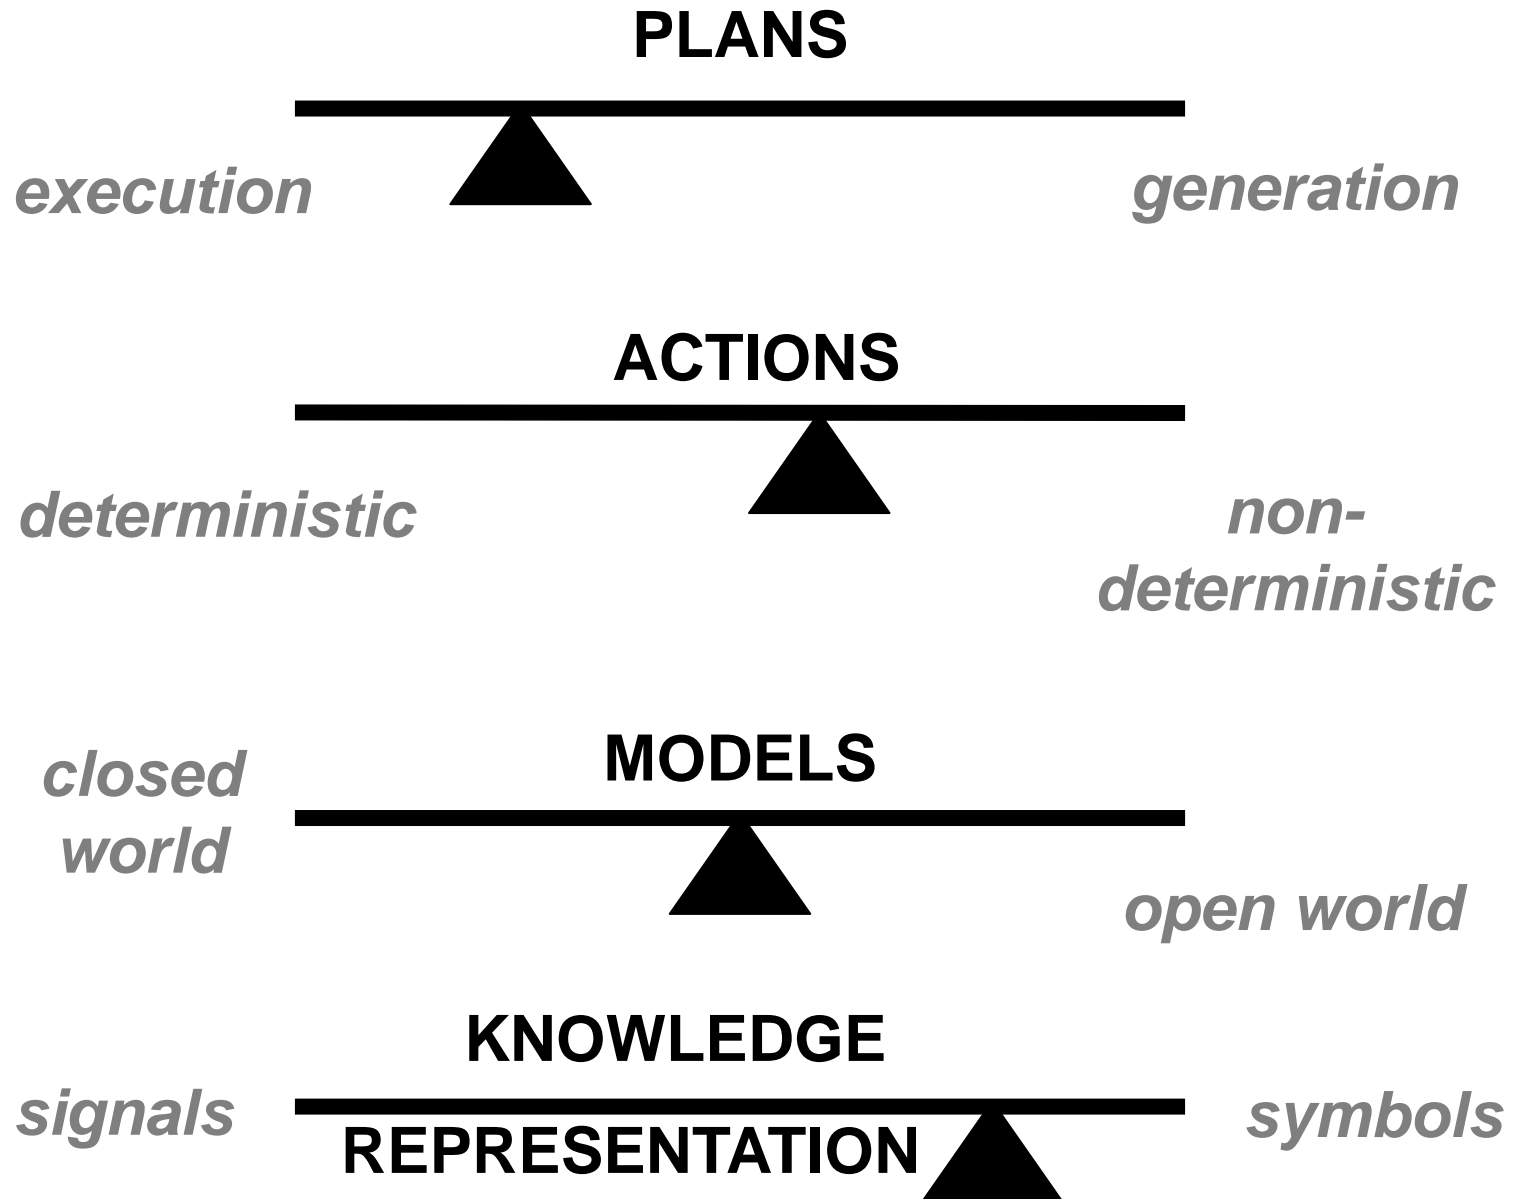 PLANS
execution
generation
ACTIONS
deterministic
non-
deterministic
MODELS
closed
world
open world
KNOWLEDGE
signals
symbols
REPRESENTATION